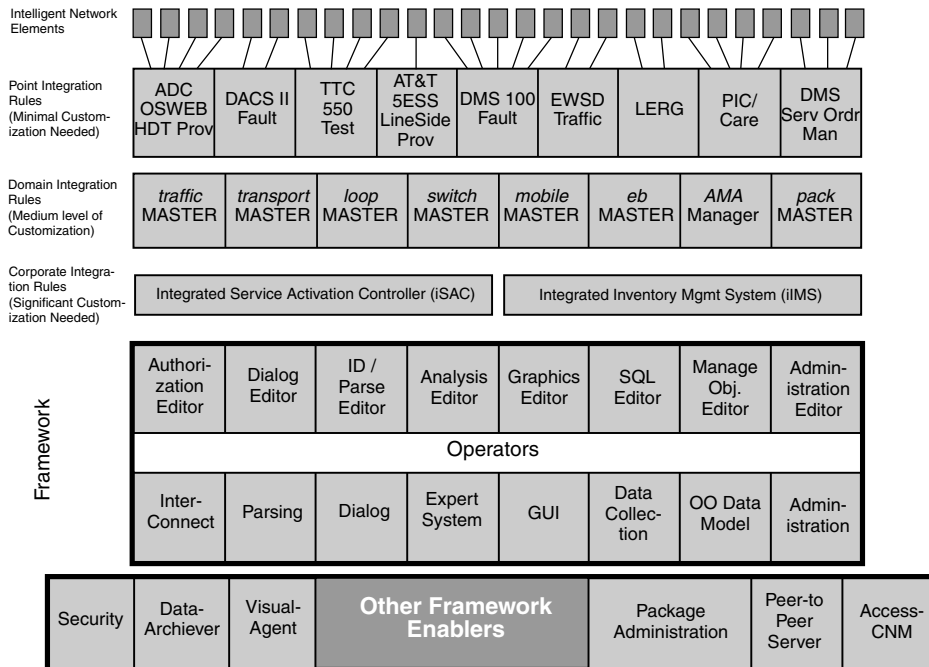 Intelligent Network
Elements
Point Integration
Rules
(Minimal Custom-
ization Needed)
ADC
OSWEB
HDT Prov
DACS II
Fault
TTC
550
Test
AT&T
5ESS
LineSide
Prov
DMS 100
Fault
EWSD
Traffic
LERG
PIC/
Care
DMS
Serv Ordr
Man
Domain Integration
Rules
(Medium level of
Customization)
traffic
MASTER
transport
MASTER
loop
MASTER
switch
MASTER
mobile
MASTER
eb
MASTER
AMA
Manager
pack
MASTER
Corporate Integra-
tion Rules
(Significant Custom-
ization Needed)
Integrated Service Activation Controller (iSAC)
Integrated Inventory Mgmt System (iIMS)
Framework
Authori-
zation
Editor
Dialog
Editor
ID /
Parse
Editor
Analysis
Editor
Graphics
Editor
SQL
Editor
Manage
Obj.
Editor
Admin-
istration
Editor
Operators
Inter-
Connect
Parsing
Dialog
Expert
System
GUI
Data
Collec-
tion
OO Data
Model
Admin-
istration
Security
Data-
Archiever
Visual-
Agent
Other Framework
Enablers
Package
Administration
Peer-to
Peer
Server
Access-
CNM